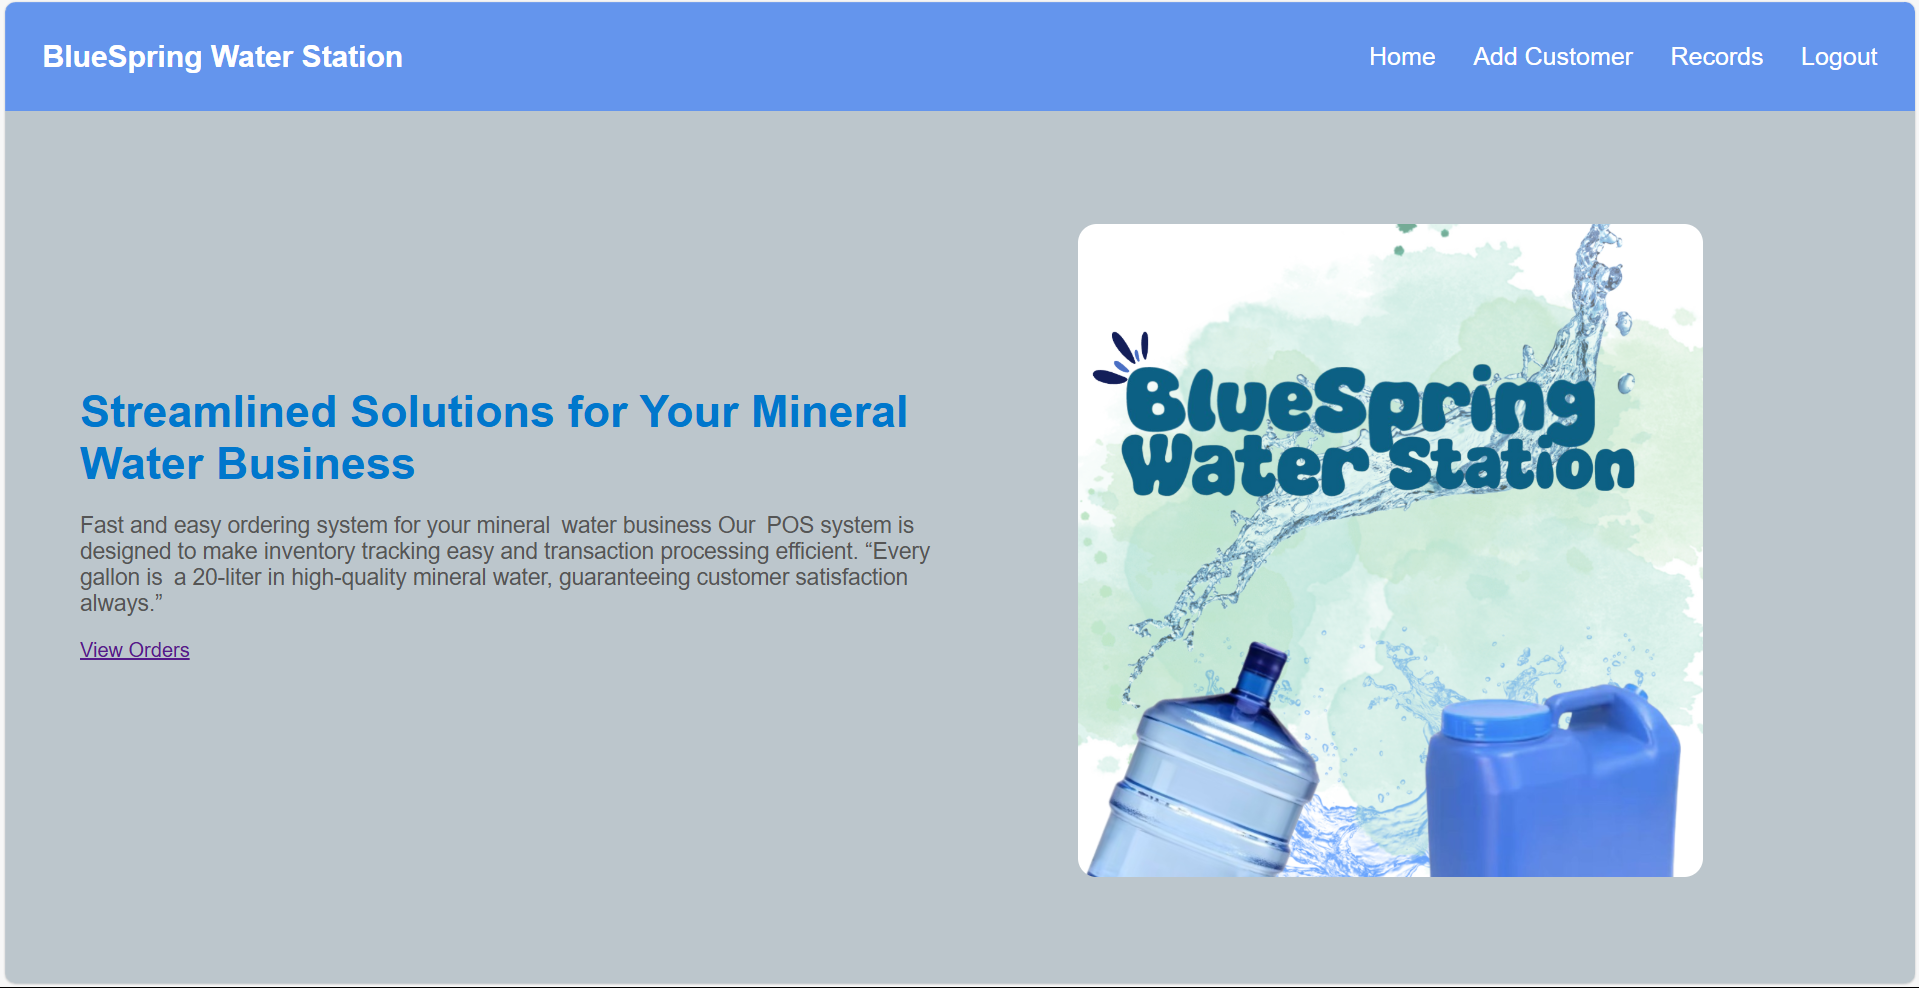 BlueSpring Water Station
Home Add Customer Records Logout
Streamlined Solutions for Your Mineral
Water Business
Fast and easy ordering system for your mineral  water business Our  POS system is
designed to make inventory tracking easy and transaction processing efficient. “Every
gallon is  a 20-liter in high-quality mineral water, guaranteeing customer satisfaction
always.”
View Orders
BlueSpring
Water Station